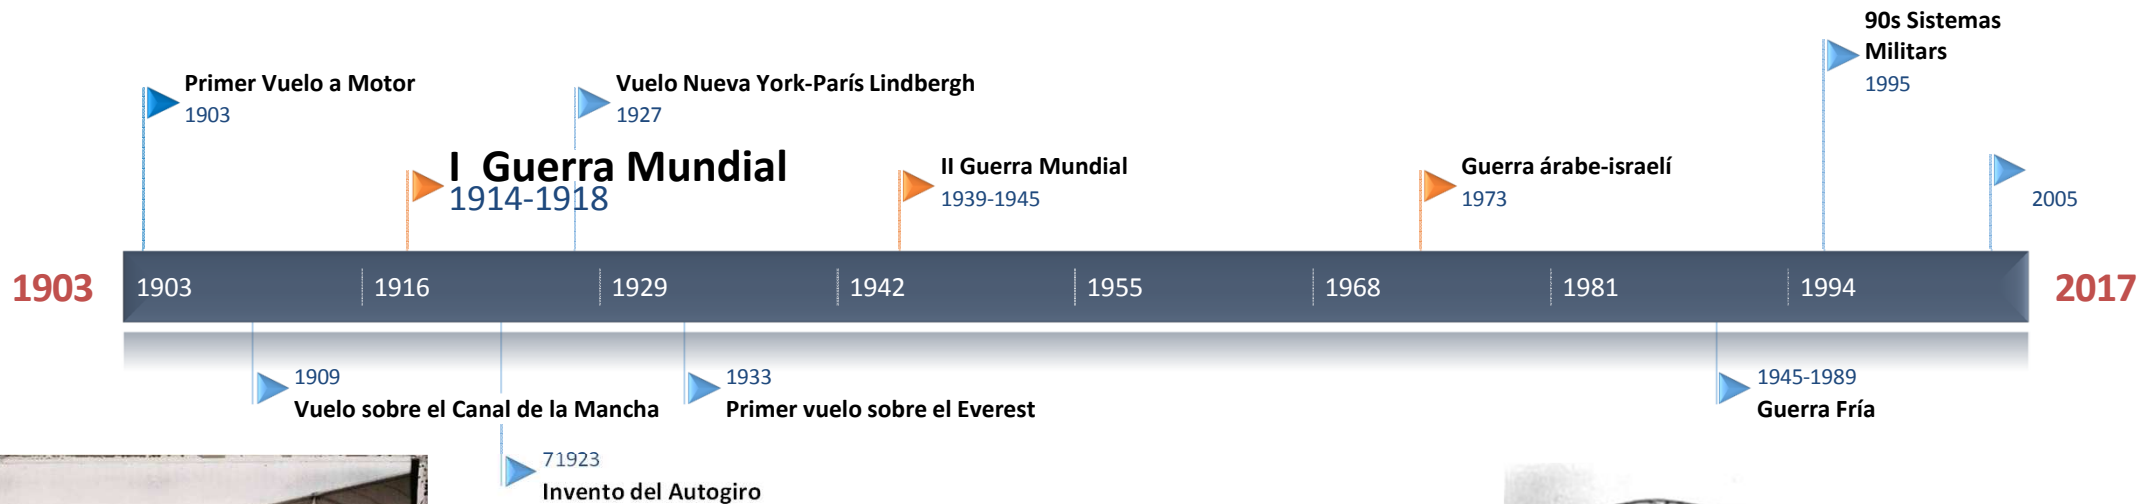 90s Sistemas
Militars
1995
Primer Vuelo a Motor
1903
Vuelo Nueva York-París Lindbergh
1927
I Guerra Mundial
1914-1918
II Guerra Mundial
1939-1945
Guerra árabe-israelí
1973
2005
1903
1903
1916
1929
1942
1955
1968
1981
1994
2017
1909
Vuelo sobre el Canal de la Mancha
1933
Primer vuelo sobre el Everest
1945-1989
Guerra Fría
71923
Invento del Autogiro